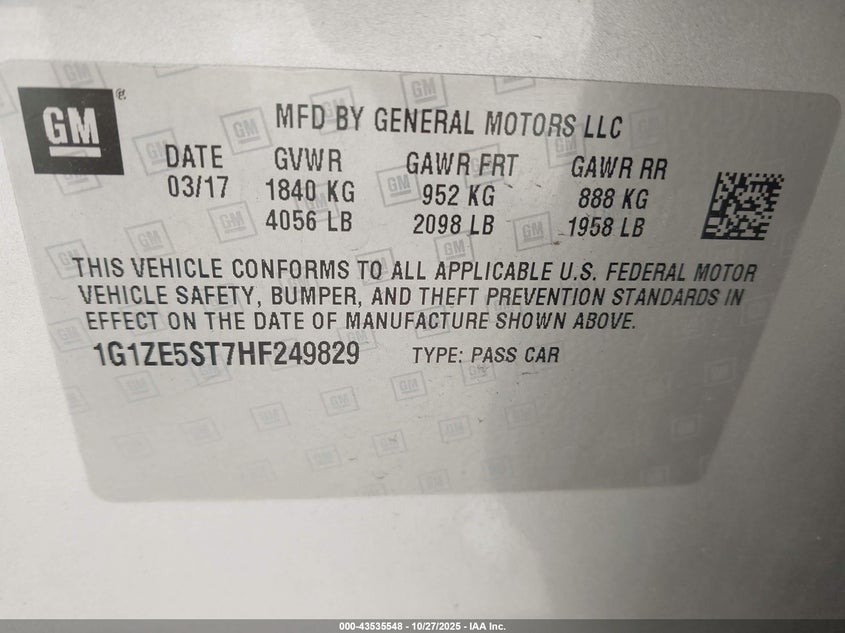 GM®
MFD BY GENERAL MOTORS LLC
DATE GVWR GAWR FRT GAWR RR
03/17 1840 KG 952 KG 888 KG
4056 LB 2098 LB 1958 LB
THIS VEHICLE CONFORMS TO ALL APPLICABLE U.S. FEDERAL MOTOR
VEHICLE SAFETY, BUMPER, AND THEFT PREVENTION STANDARDS IN
EFFECT ON THE DATE OF MANUFACTURE SHOWN ABOVE.
1G1ZE5ST7HF249829 TYPE: PASS CAR
000-43535548 - 10/27/2025 - IAA Inc.